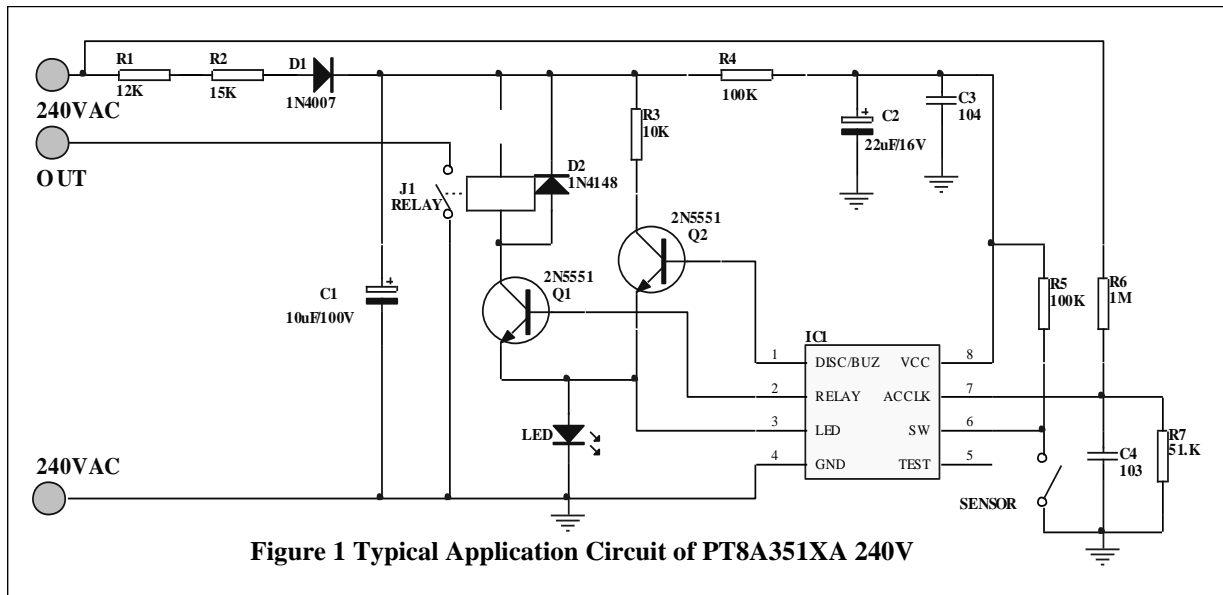 R1
12K
R2
15K
D1
1N4007
R4
100K
240VAC
OUT
R3
10K
C2
22uF/16V
C3
104
D2
1N4148
J1
RELAY
2N5551
Q2
2N5551
Q1
C1
10uF/100V
R5
100K
R6
1M
IC1
1 DISC/BUZ VCC 8
2 RELAY ACCLK 7
3 LED SW 6
4 GND TEST 5
LED
R7
51.K
C4
103
SENSOR
240VAC
Figure 1 Typical Application Circuit of PT8A351XA 240V